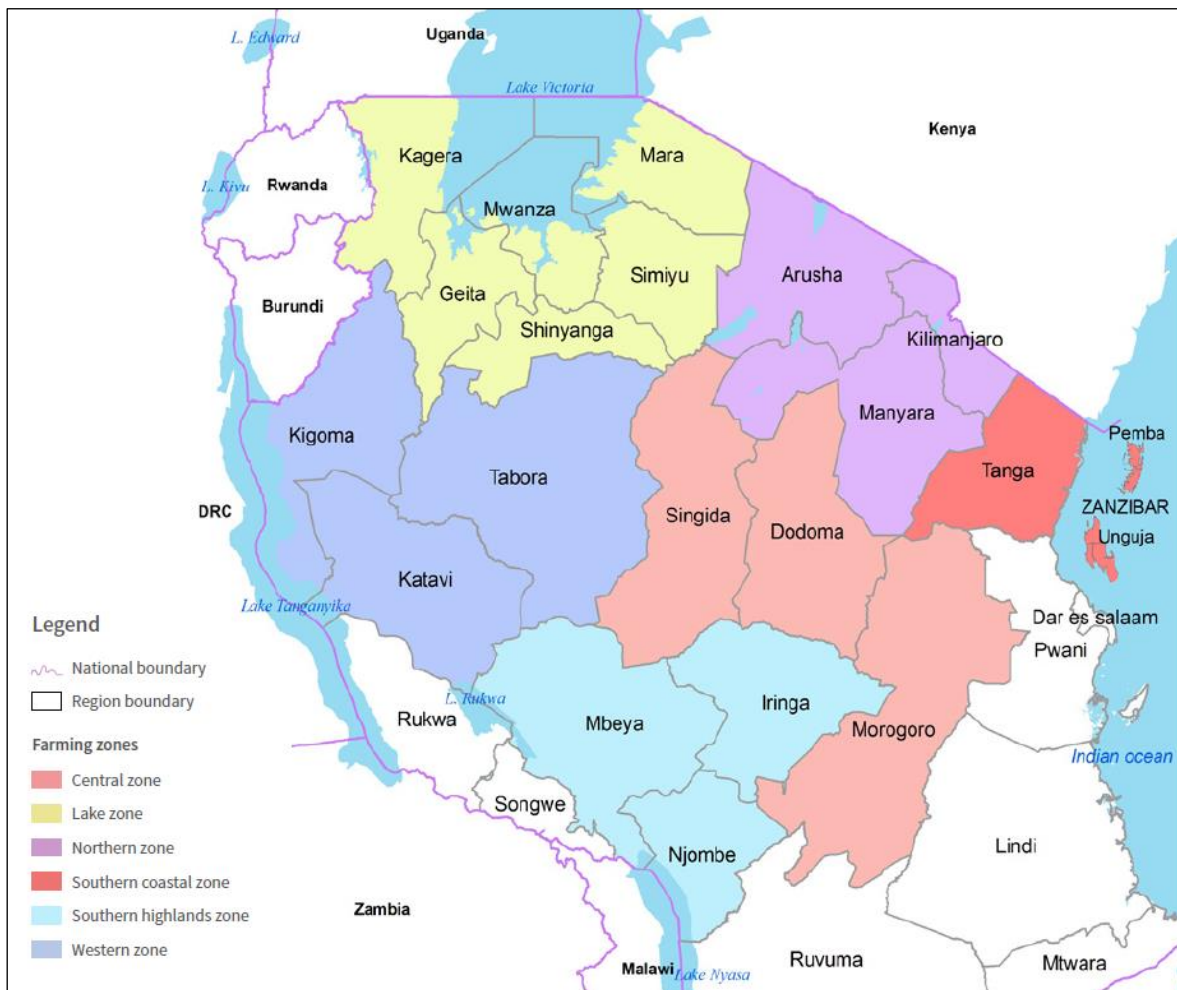 L. Edward
Uganda
Lake Victoria
Kenya
Kagera
Mara
L. Kivu
Rwanda
Mwanza
Simiyu
Arusha
Burundi
Geita
Shinyanga
Kilimanjaro
Manyara
Kigoma
Pemba
Tabora
Tanga
DRC
Singida
ZANZIBAR
Dodoma
Unguja
Katavi
Lake Tanganyika
Dar es salaam
Pwani
L. Rukwa
Rukwa
Mbeya
Iringa
Morogoro
Indian ocean
Songwe
Njombe
Lindi
Zambia
Malawi
Lake Nyasa
Ruvuma
Mtwara
Legend
National boundary
Region boundary
Farming zones
Central zone
Lake zone
Northern zone
Southern coastal zone
Southern highlands zone
Western zone